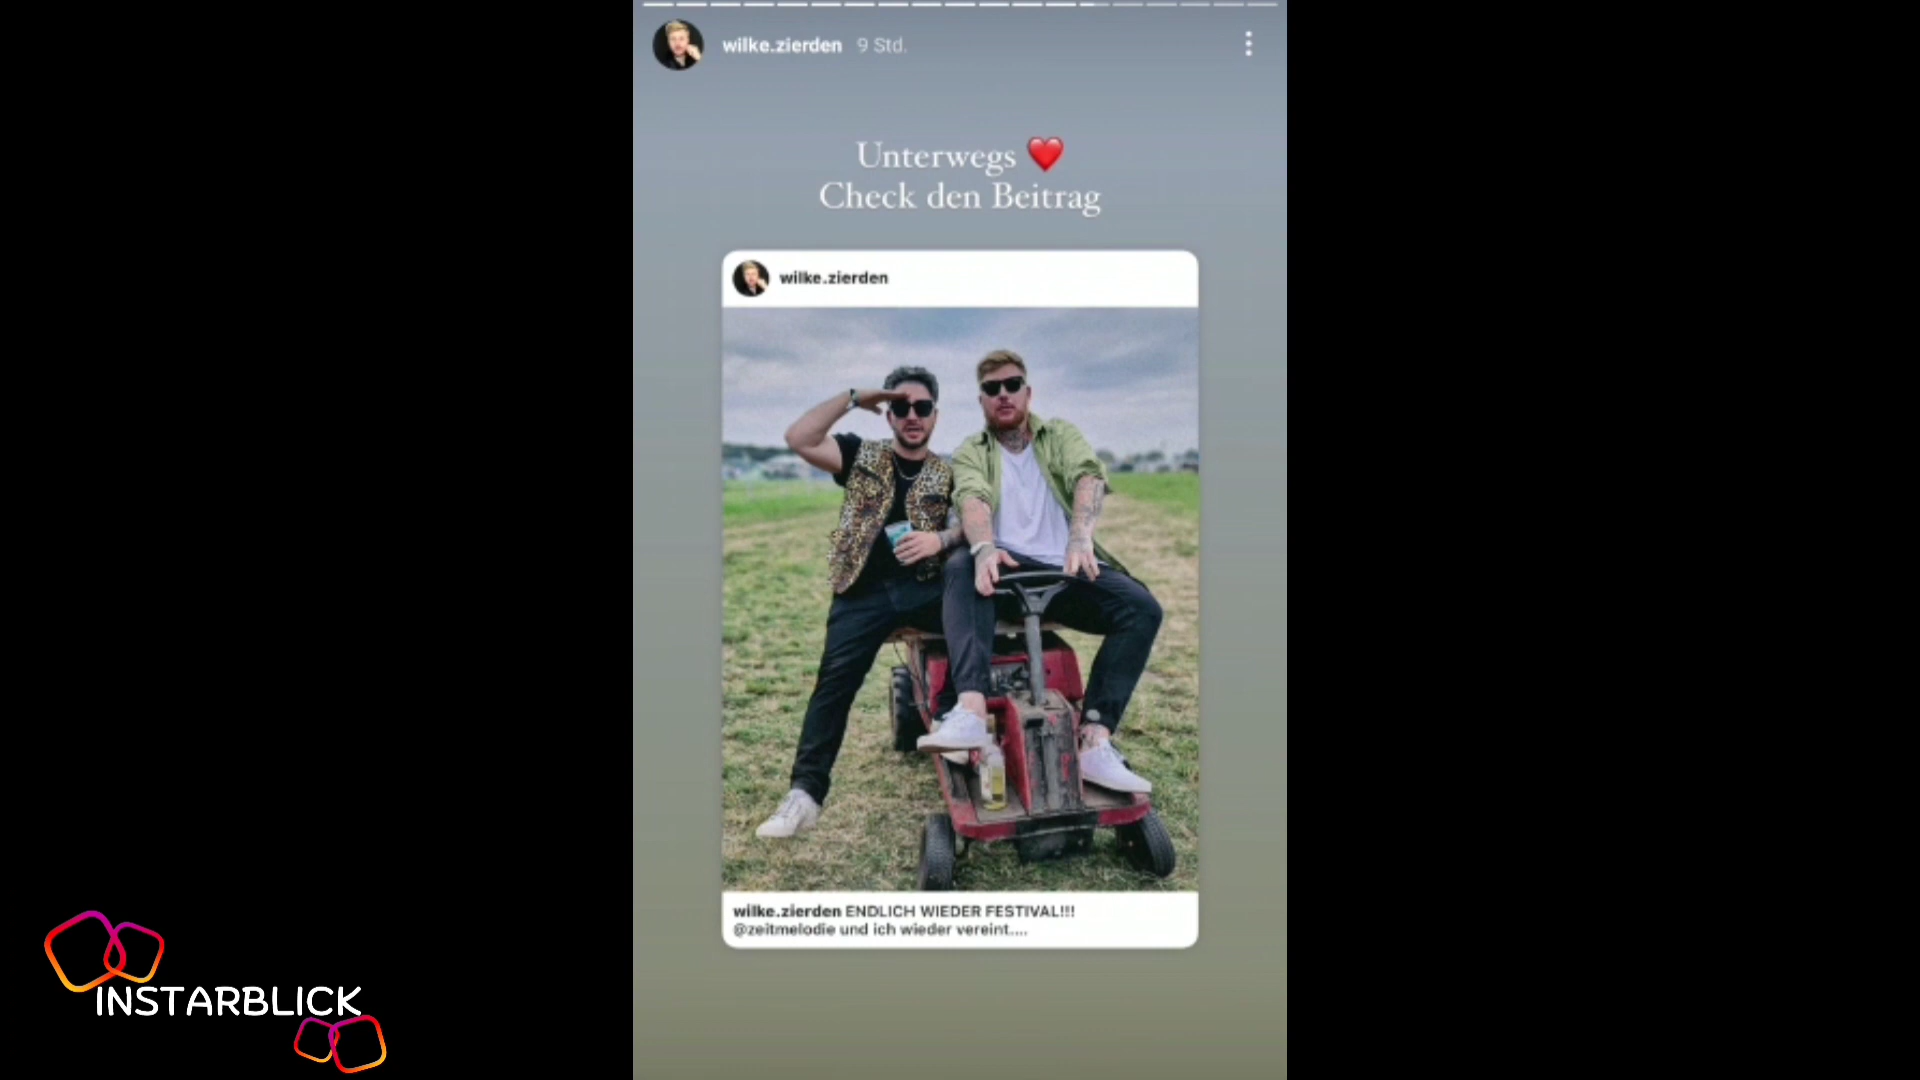 wilke.zierden 9 Std.
Unterwegs ❤️
Check den Beitrag
wilke.zierden
wilke.zierden ENDLICH WIEDER FESTIVAL!!!
@zeitmelodie und ich wieder vereint....
INSTARBLICK